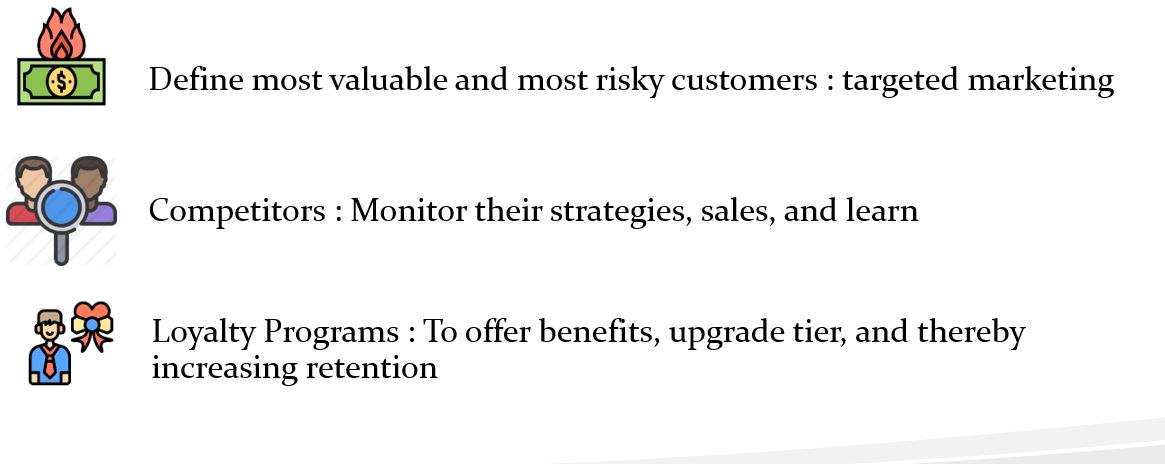 Define most valuable and most risky customers : targeted marketing
Competitors : Monitor their strategies, sales, and learn
Loyalty Programs : To offer benefits, upgrade tier, and thereby
increasing retention